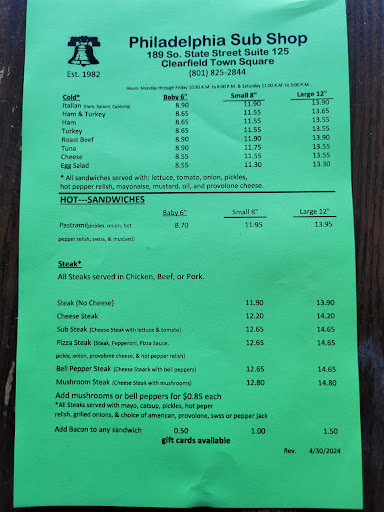 Philadelphia Sub Shop
189 So. State Street Suite 125
Clearfield Town Square
Est. 1982
(801) 825-2844
Hours: Monday through Friday 10:30 A.M. to 6:00 P.M. & Saturday 11:00 A.M. to 3:00 P.M.
Cold* Baby 6" Small 8" Large 12"
Italian (Ham, Salami, Capicola) 8.90 11.90 13.90
Ham & Turkey 8.65 11.55 13.65
Ham 8.65 11.55 13.55
Turkey 8.65 11.55 13.55
Roast Beef 8.90 11.90 13.90
Tuna 8.90 11.75 13.55
Cheese 8.55 11.55 13.55
Egg Salad 8.55 11.30 13.30
* All sandwiches served with: lettuce, tomato, onion, pickles,
hot pepper relish, mayonaise, mustard, oil, and provolone cheese.
HOT---SANDWICHES
Baby 6" Small 8" Large 12"
Pastrami(pickles, onion, hot 8.70 11.95 13.95
pepper relish, swiss, & mustard)
Steak*
All Steaks served in Chicken, Beef, or Pork.
Steak (No Cheese) 11.90 13.90
Cheese Steak 12.20 14.20
Sub Steak (Cheese Steak with lettuce & tomato) 12.65 14.65
Pizza Steak (Steak, Pepperoni, Pizza Sauce, 12.65 14.65
pickle, onion, provolone cheese, & hot pepper relish)
Bell Pepper Steak (Cheese Steack with bell peppers) 12.65 14.65
Mushroom Steak (Cheese Steak with mushrooms) 12.80 14.80
Add mushrooms or bell peppers for $0.85 each
*All Steaks served with mayo, catsup, pickles, hot peper
relish, grilled onions, & choice of american, provolone, swss or pepper jack
Add Bacon to any sandwich 0.50 1.00 1.50
gift cards available
Rev. 4/30/2024